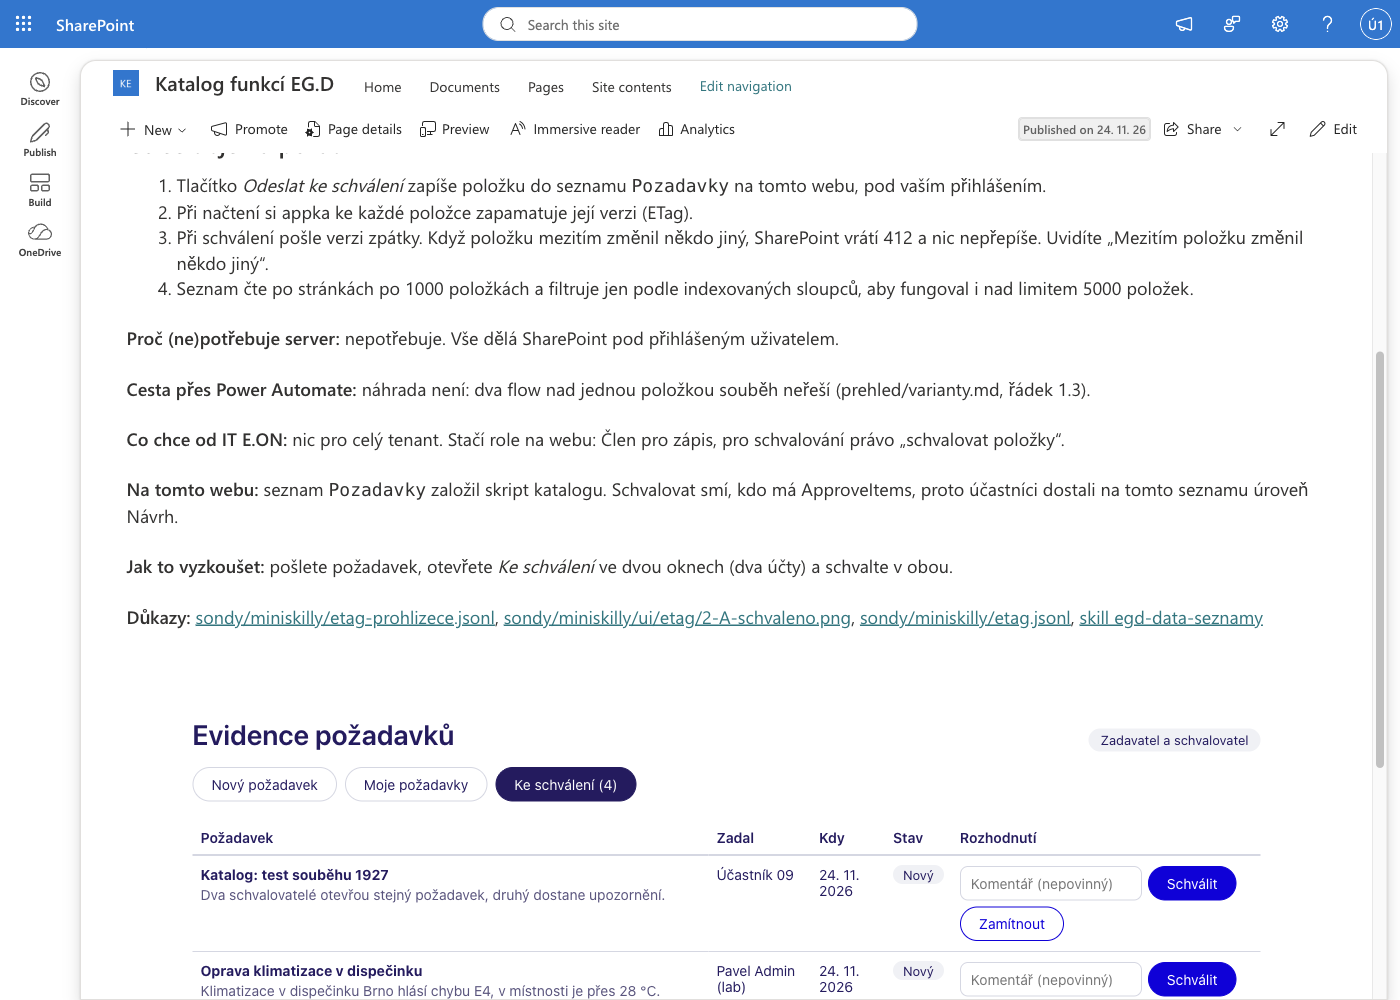 SharePoint
Search this site
Ú1
Discover
Publish
Build
OneDrive
KE
Katalog funkcí EG.D
Home
Documents
Pages
Site contents
Edit navigation
New
Promote
Page details
Preview
Immersive reader
Analytics
Published on 24. 11. 26
Share
Edit
1. Tlačítko Odeslat ke schválení zapíše položku do seznamu Pozadavky na tomto webu, pod vaším přihlášením.
2. Při načtení si appka ke každé položce zapamatuje její verzi (ETag).
3. Při schválení pošle verzi zpátky. Když položku mezitím změnil někdo jiný, SharePoint vrátí 412 a nic nepřepíše. Uvidíte „Mezitím položku změnil
někdo jiný“.
4. Seznam čte po stránkách po 1000 položkách a filtruje jen podle indexovaných sloupců, aby fungoval i nad limitem 5000 položek.
Proč (ne)potřebuje server: nepotřebuje. Vše dělá SharePoint pod přihlášeným uživatelem.
Cesta přes Power Automate: náhrada není: dva flow nad jednou položkou souběh neřeší (prehled/varianty.md, řádek 1.3).
Co chce od IT E.ON: nic pro celý tenant. Stačí role na webu: Člen pro zápis, pro schvalování právo „schvalovat položky“.
Na tomto webu: seznam Pozadavky založil skript katalogu. Schvalovat smí, kdo má ApproveItems, proto účastníci dostali na tomto seznamu úroveň
Návrh.
Jak to vyzkoušet: pošlete požadavek, otevřete Ke schválení ve dvou oknech (dva účty) a schvalte v obou.
Důkazy: sondy/miniskilly/etag-prohlizece.jsonl, sondy/miniskilly/ui/etag/2-A-schvaleno.png, sondy/miniskilly/etag.jsonl, skill egd-data-seznamy
Evidence požadavků
Zadavatel a schvalovatel
Nový požadavek
Moje požadavky
Ke schválení (4)
Požadavek Zadal Kdy Stav Rozhodnutí
Katalog: test souběhu 1927
Dva schvalovatelé otevřou stejný požadavek, druhý dostane upozornění.
Účastník 09
24. 11.
2026
Nový
Komentář (nepovinný)
Schválit
Zamítnout
Oprava klimatizace v dispečinku
Klimatizace v dispečinku Brno hlásí chybu E4, v místnosti je přes 28 °C.
Pavel Admin
(lab)
24. 11.
2026
Nový
Komentář (nepovinný)
Schválit